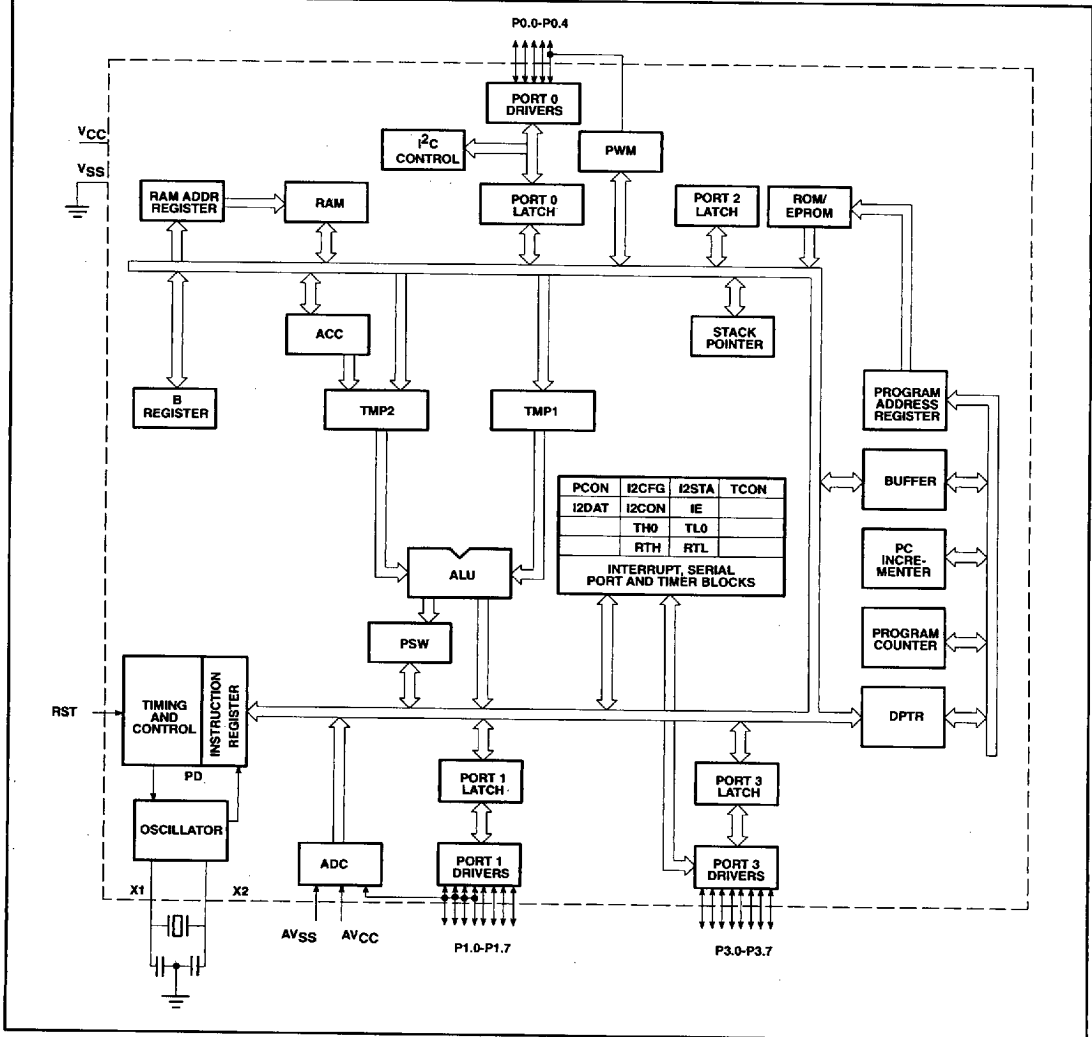 P0.0-P0.4
PORT 0
DRIVERS
VCC
I2C
CONTROL
PWM
VSS
RAM ADDR
REGISTER
RAM
PORT 0
LATCH
PORT 2
LATCH
ROM/
EPROM
ACC
STACK
POINTER
B
REGISTER
TMP2
TMP1
PROGRAM
ADDRESS
REGISTER
BUFFER
PCON I2CFG I2STA TCON
I2DAT I2CON IE
TH0 TL0
RTH RTL
INTERRUPT, SERIAL
PORT AND TIMER BLOCKS
PC
INCRE-
MENTER
ALU
PSW
PROGRAM
COUNTER
RST
TIMING
AND
CONTROL
INSTRUCTION
REGISTER
DPTR
PD
PORT 1
LATCH
PORT 3
LATCH
OSCILLATOR
ADC
PORT 1
DRIVERS
PORT 3
DRIVERS
X1
X2
AVSS
AVCC
P1.0-P1.7
P3.0-P3.7